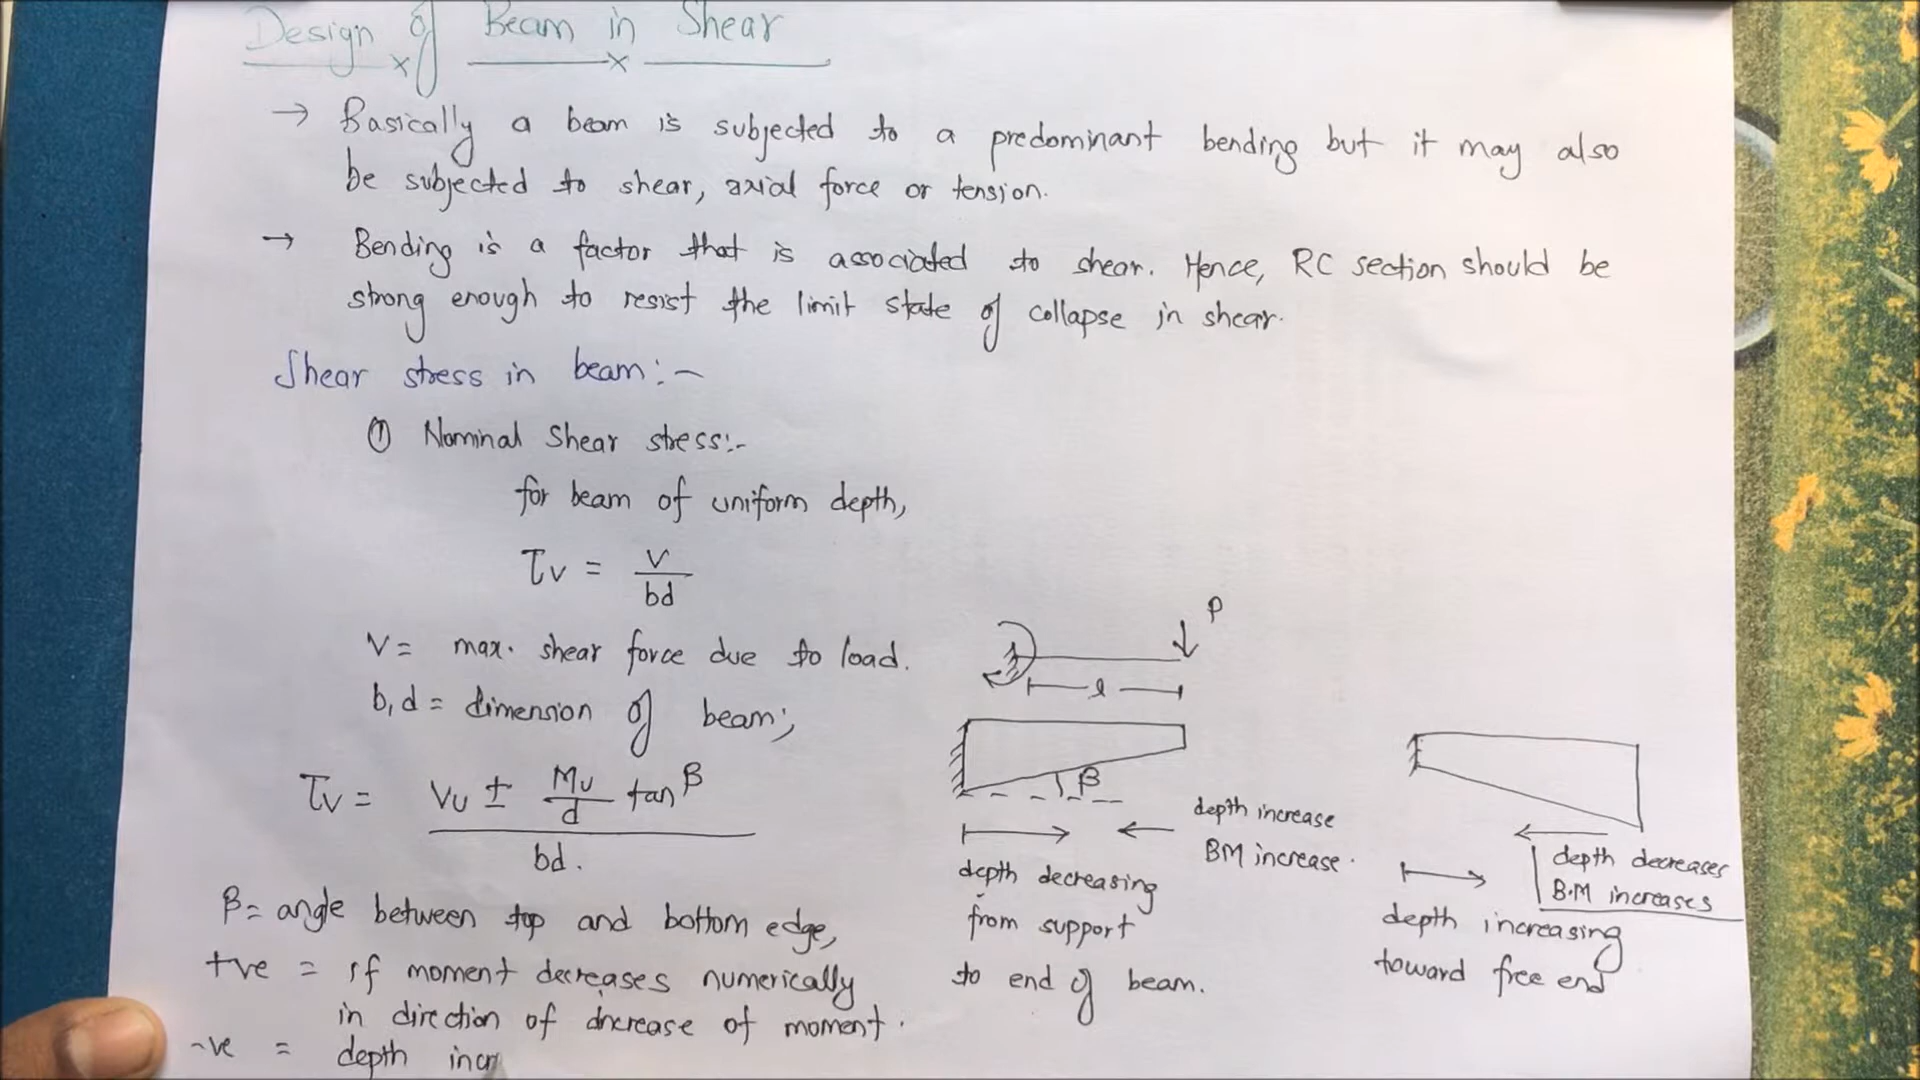 Design of Beam in Shear
→ Basically a beam is subjected to a predominant bending but it may also
be subjected to shear, axial force or tension.
→ Bending is a factor that is associated to shear. Hence, RC section should be
strong enough to resist the limit state of collapse in shear.
Shear stress in beam:-
① Nominal Shear stress:-
for beam of uniform depth,
τv = V/bd
V = max. shear force due to load.
b, d = dimension of beam;
τv = (Vu ± Mu/d tan β)/bd.
β = angle between top and bottom edge,
+ve = If moment decreases numerically
in direction of increase of moment.
-ve = depth incr
P
l
β
depth increase
BM increase.
depth decreasing
from support
to end of beam.
depth decreases
B.M increases
depth increasing
toward free end